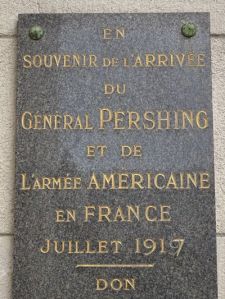 EN
SOUVENIR DE L'ARRIVÉE
DU
GÉNÉRAL PERSHING
ET DE
L'ARMÉE AMERICAINE
EN FRANCE
JUILLET 1917
DON